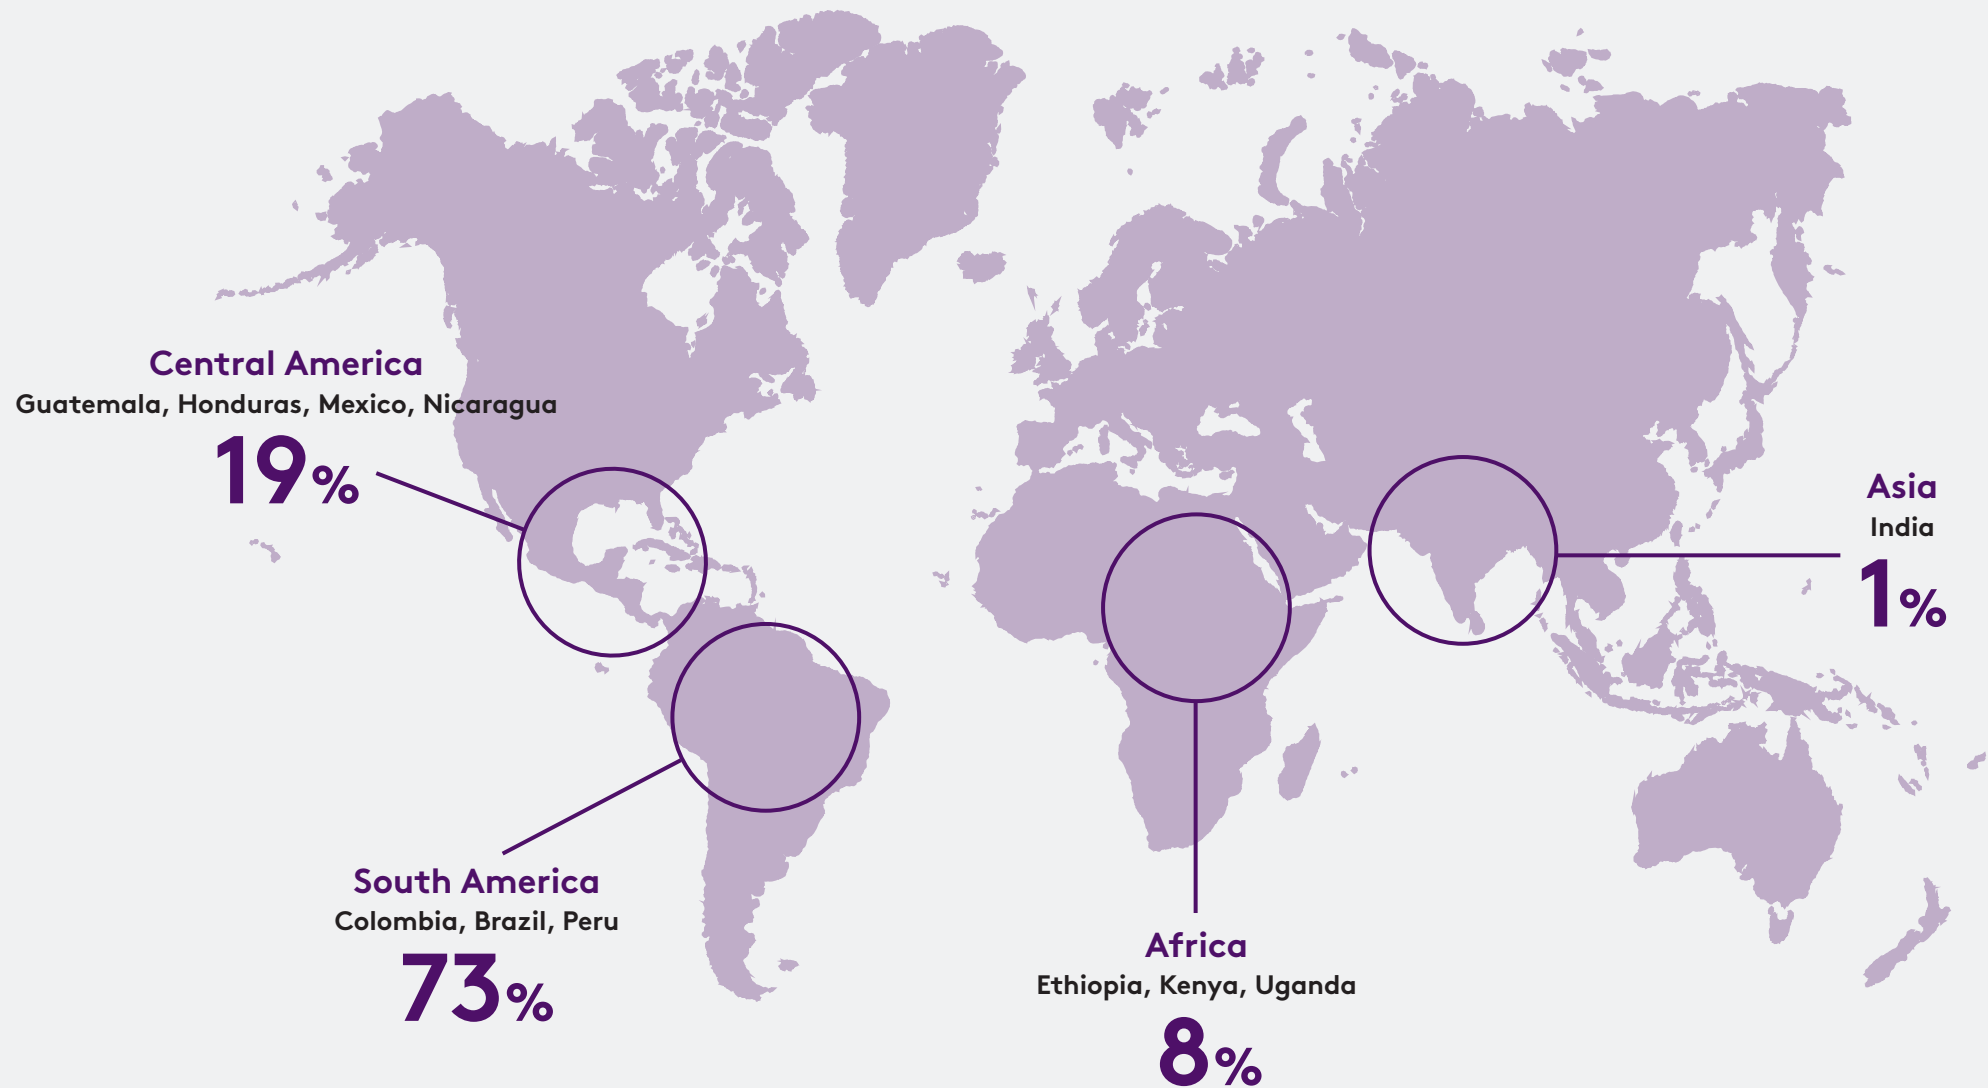 Central America
Guatemala, Honduras, Mexico, Nicaragua
19%
Asia
India
1%
South America
Colombia, Brazil, Peru
73%
Africa
Ethiopia, Kenya, Uganda
8%